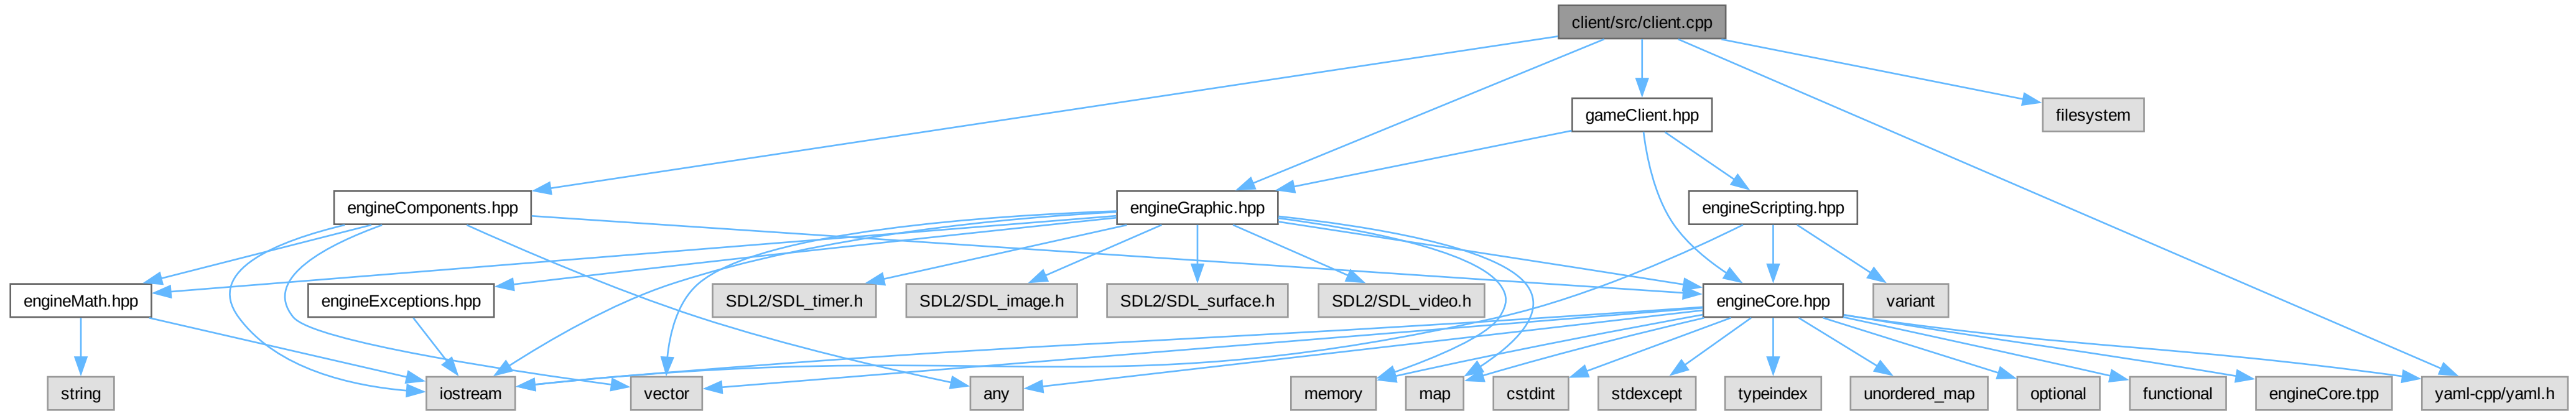 client/src/client.cpp
gameClient.hpp
filesystem
engineComponents.hpp
engineGraphic.hpp
engineScripting.hpp
engineMath.hpp
engineExceptions.hpp
SDL2/SDL_timer.h
SDL2/SDL_image.h
SDL2/SDL_surface.h
SDL2/SDL_video.h
engineCore.hpp
variant
string
iostream
vector
any
memory
map
cstdint
stdexcept
typeindex
unordered_map
optional
functional
engineCore.tpp
yaml-cpp/yaml.h